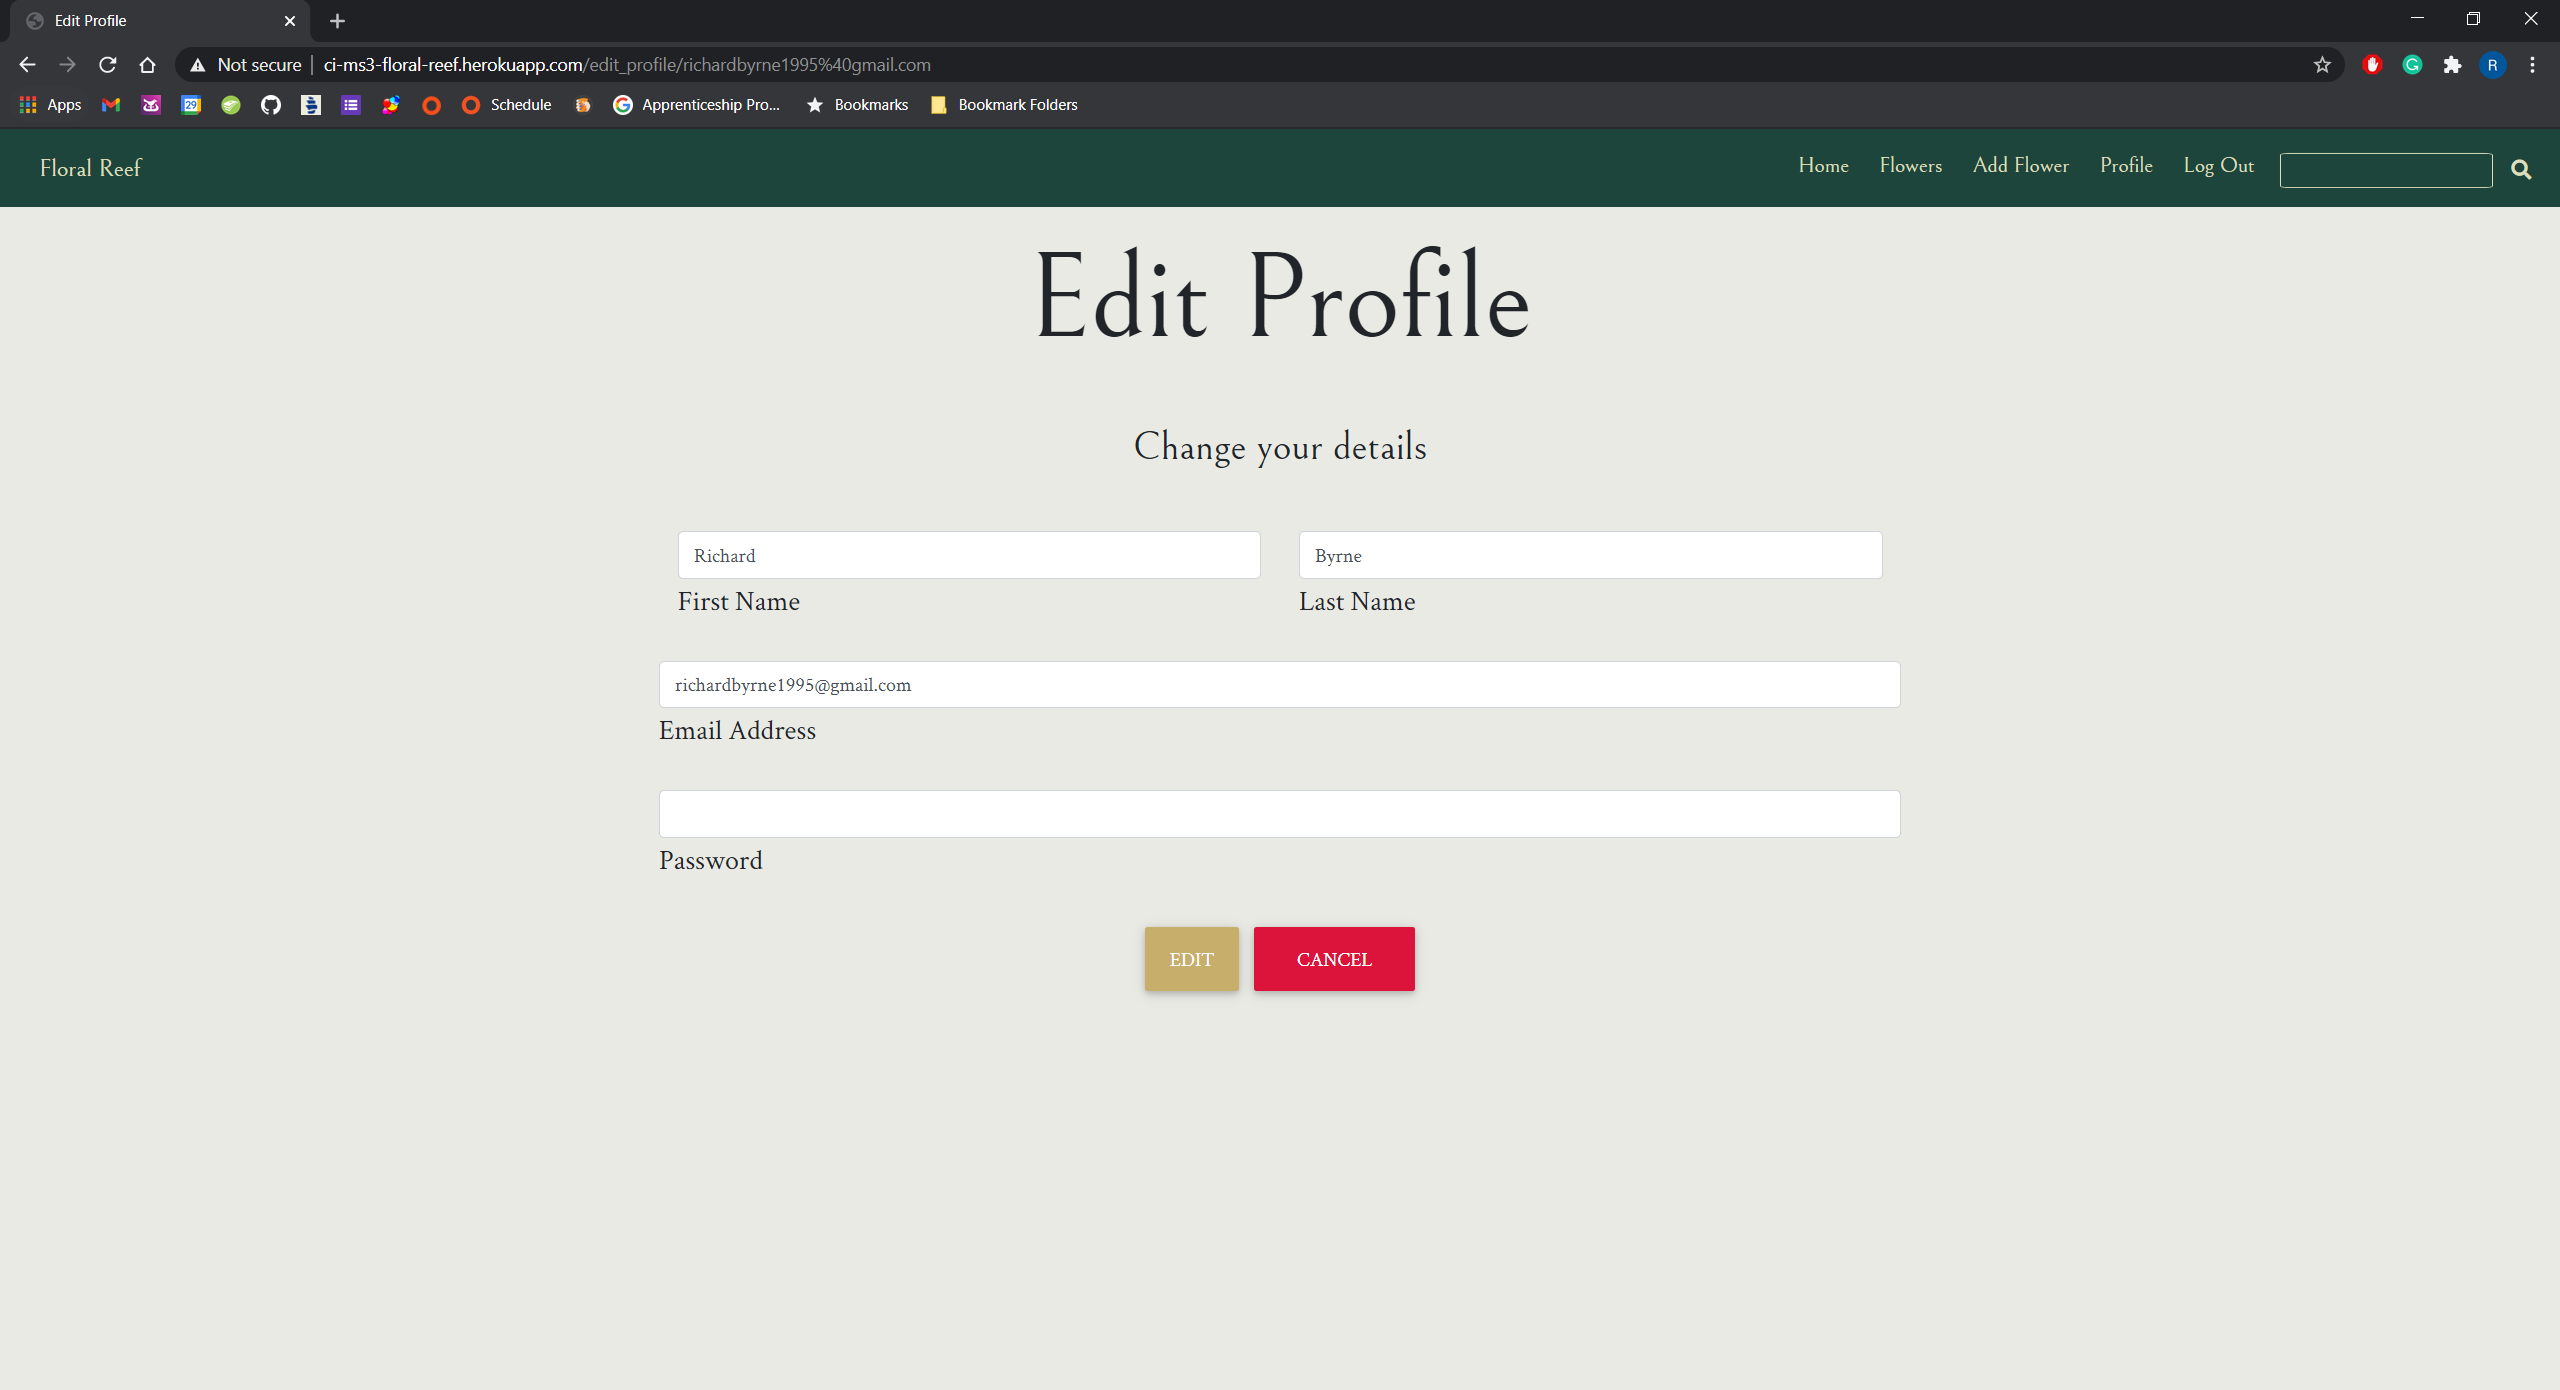 Edit Profile
Not secure | ci-ms3-floral-reef.herokuapp.com/edit_profile/richardbyrne1995%40gmail.com
R
Apps 29 Schedule G Apprenticeship Pro... Bookmarks Bookmark Folders
Floral Reef Home Flowers Add Flower Profile Log Out
Edit Profile
Change your details
Richard Byrne
First Name Last Name
richardbyrne1995@gmail.com
Email Address
Password
EDIT CANCEL